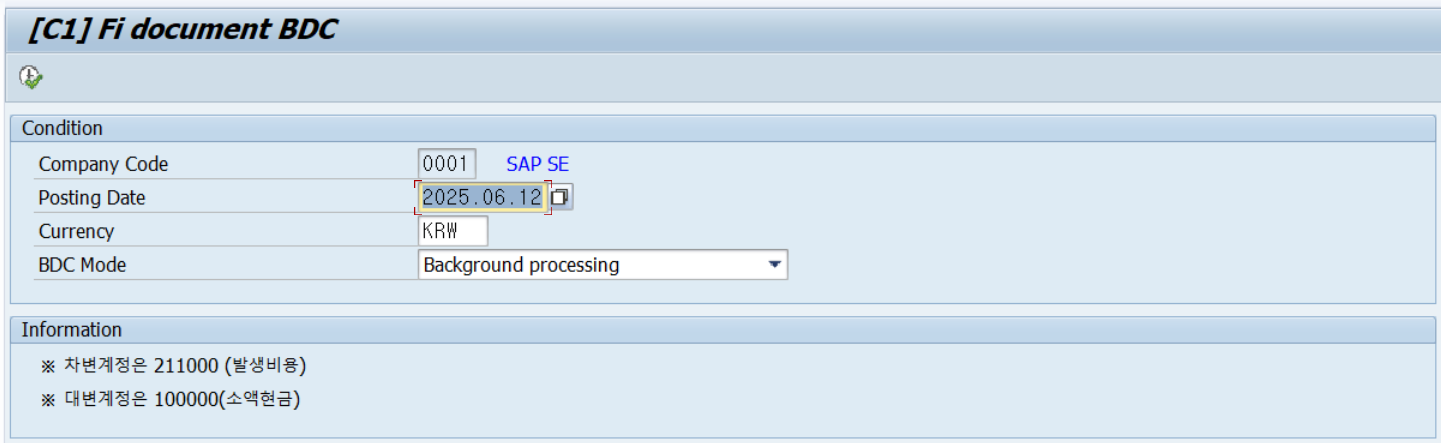 [C1] Fi document BDC
Condition
Company Code 0001 SAP SE
Posting Date 2025.06.12
Currency KRW
BDC Mode Background processing
Information
※ 차변계정은 211000 (발생비용)
※ 대변계정은 100000(소액현금)